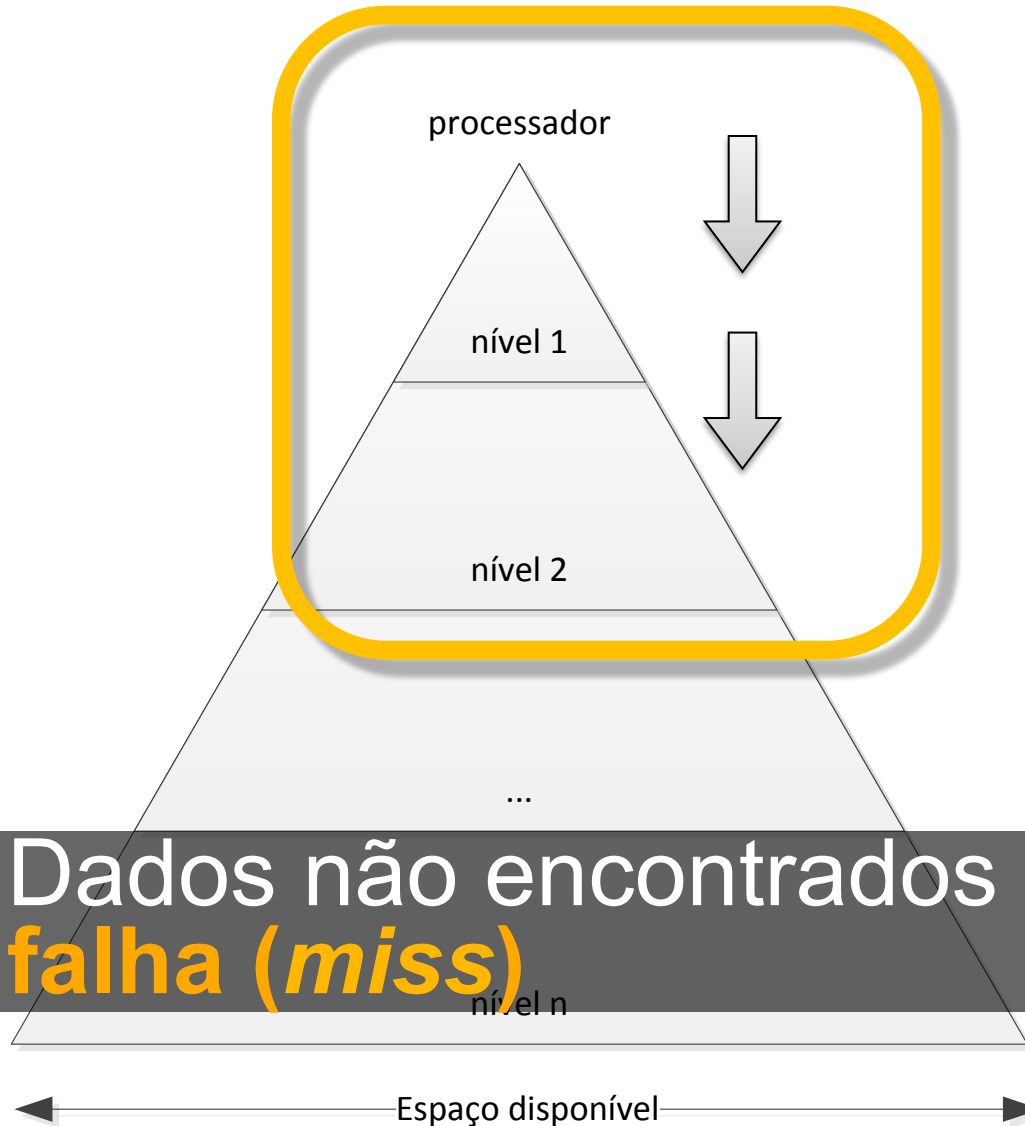 processador
nível 1
nível 2
...
Dados não encontrados
falha (miss)
nível n
Espaço disponível